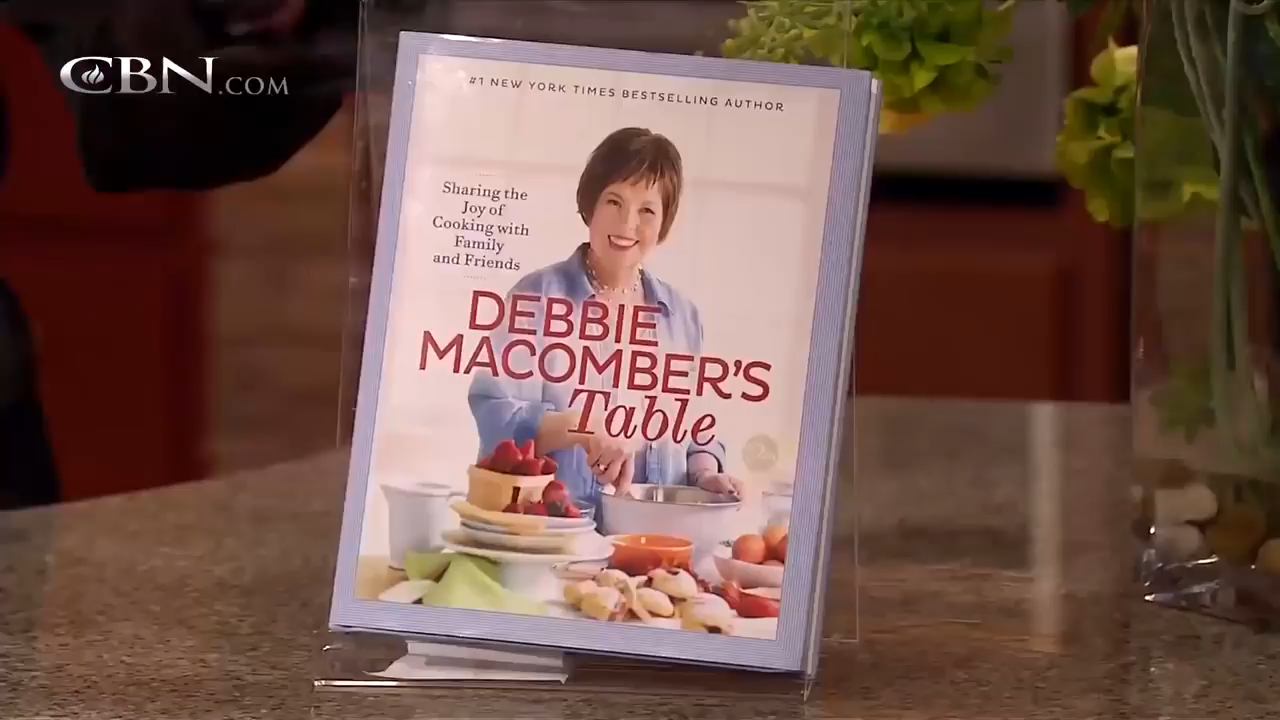 CBN.COM
#1 NEW YORK TIMES BESTSELLING AUTHOR
Sharing the
Joy of
Cooking with
Family
and Friends
DEBBIE
MACOMBER'S
Table